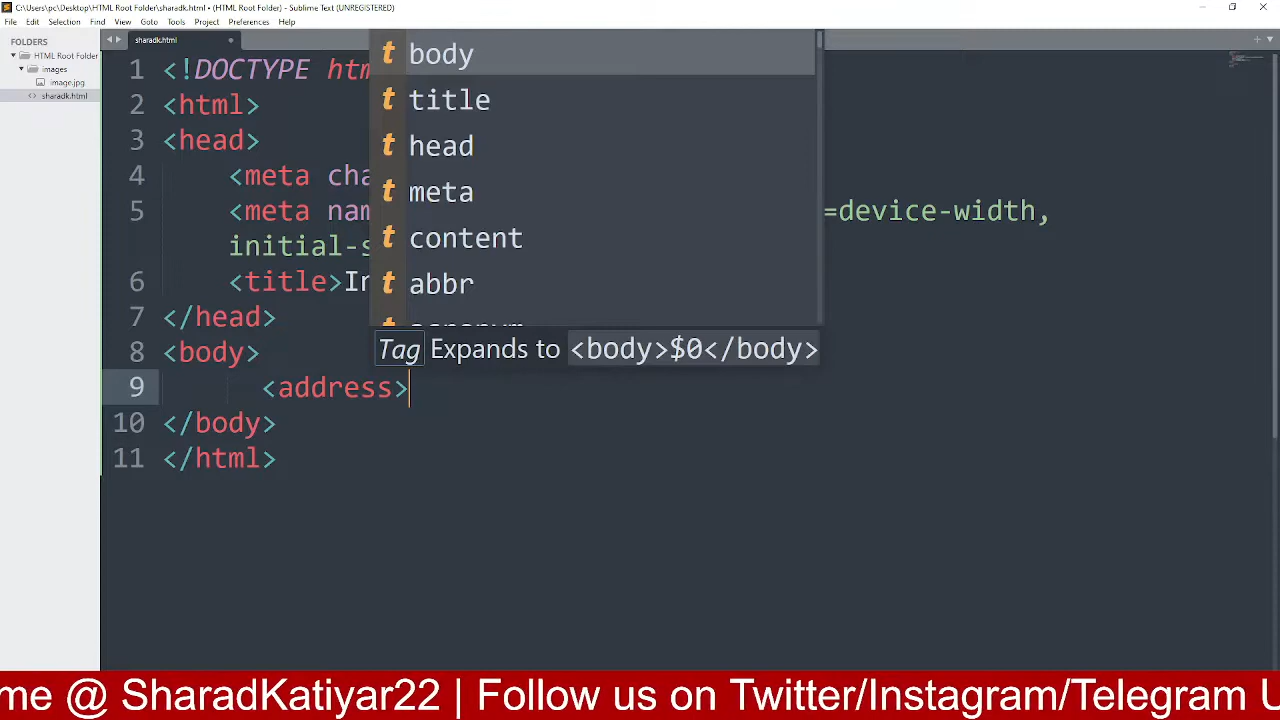 C:\Users\pc\Desktop\HTML Root Folder\sharadk.html • (HTML Root Folder) - Sublime Text (UNREGISTERED)
File Edit Selection Find View Goto Tools Project Preferences Help
FOLDERS
HTML Root Folder
images
image.jpg
sharadk.html
sharadk.html
1 <!DOCTYPE htm
2 <html>
3 <head>
4 <meta cha
5 <meta nam =device-width,
initial-s
6 <title>In
7 </head>
8 <body>
9 <address>
10 </body>
11 </html>
t body
t title
t head
t meta
t content
t abbr
t acronym
Tag Expands to <body>$0</body>
me @ SharadKatiyar22 | Follow us on Twitter/Instagram/Telegram U